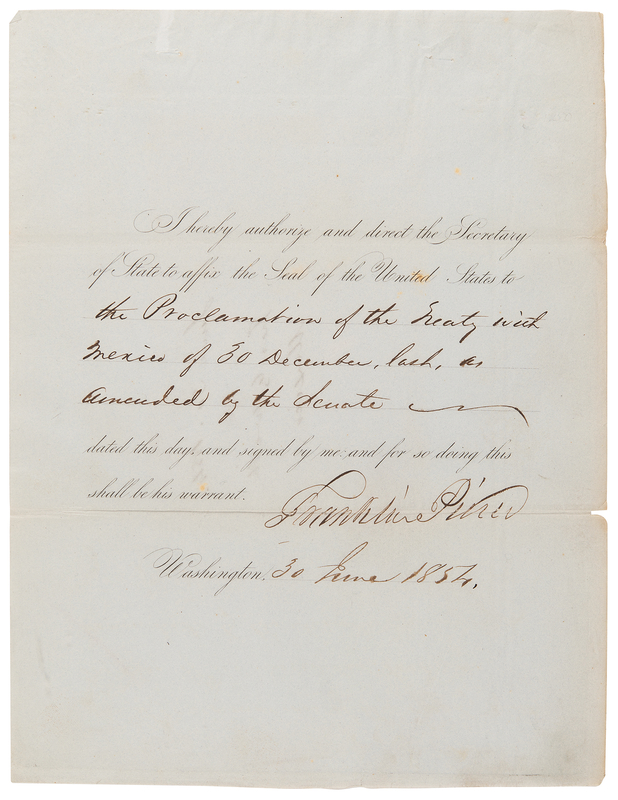 I hereby authorize and direct the Secretary
of State to affix the Seal of the United States to
the Proclamation of the Treaty with
Mexico of 30 December, last, as
amended by the Senate
dated this day, and signed by me: and for so doing this
shall be his warrant.
Franklin Pierce
Washington, 30 June 1854.